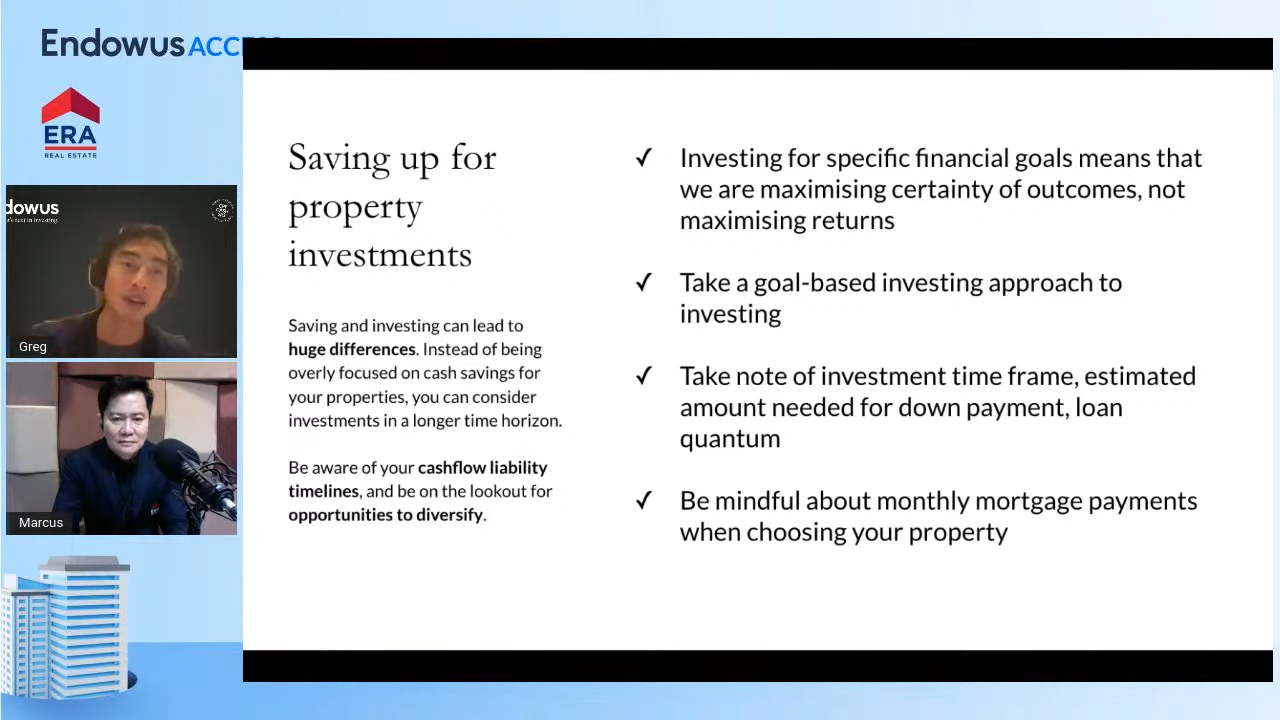 Endowus ACCE
ERA
REAL ESTATE
dowus
's next in investing.
Greg
Marcus
Saving up for
property
investments
Saving and investing can lead to
huge differences. Instead of being
overly focused on cash savings for
your properties, you can consider
investments in a longer time horizon.
Be aware of your cashflow liability
timelines, and be on the lookout for
opportunities to diversify.
✓ Investing for specific financial goals means that
we are maximising certainty of outcomes, not
maximising returns
✓ Take a goal-based investing approach to
investing
✓ Take note of investment time frame, estimated
amount needed for down payment, loan
quantum
✓ Be mindful about monthly mortgage payments
when choosing your property